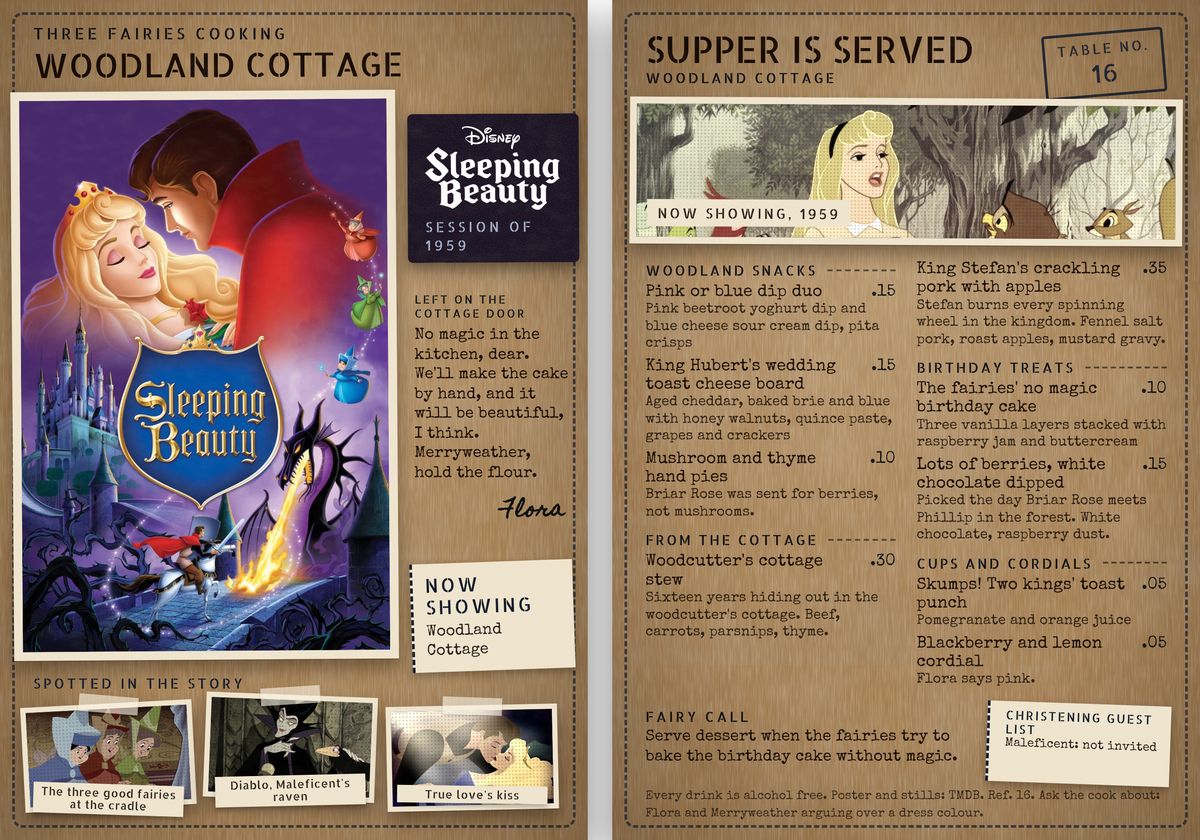 THREE FAIRIES COOKING
WOODLAND COTTAGE
Sleeping
Beauty
Disney
Sleeping
Beauty
SESSION OF
1959
LEFT ON THE
COTTAGE DOOR
No magic in the
kitchen, dear.
We'll make the cake
by hand, and it
will be beautiful,
I think.
Merryweather,
hold the flour.
Flora
NOW
SHOWING
Woodland
Cottage
SPOTTED IN THE STORY
The three good fairies
at the cradle
Diablo, Maleficent's
raven
True love's kiss
SUPPER IS SERVED
WOODLAND COTTAGE
TABLE NO.
16
NOW SHOWING, 1959
WOODLAND SNACKS
Pink or blue dip duo .15
Pink beetroot yoghurt dip and
blue cheese sour cream dip, pita
crisps
King Hubert's wedding .15
toast cheese board
Aged cheddar, baked brie and blue
with honey walnuts, quince paste,
grapes and crackers
Mushroom and thyme .10
hand pies
Briar Rose was sent for berries,
not mushrooms.
FROM THE COTTAGE
Woodcutter's cottage .30
stew
Sixteen years hiding out in the
woodcutter's cottage. Beef,
carrots, parsnips, thyme.
King Stefan's crackling .35
pork with apples
Stefan burns every spinning
wheel in the kingdom. Fennel salt
pork, roast apples, mustard gravy.
BIRTHDAY TREATS
The fairies' no magic .10
birthday cake
Three vanilla layers stacked with
raspberry jam and buttercream
Lots of berries, white .15
chocolate dipped
Picked the day Briar Rose meets
Phillip in the forest. White
chocolate, raspberry dust.
CUPS AND CORDIALS
Skumps! Two kings' toast .05
punch
Pomegranate and orange juice
Blackberry and lemon .05
cordial
Flora says pink.
FAIRY CALL
Serve dessert when the fairies try to
bake the birthday cake without magic.
CHRISTENING GUEST
LIST
Maleficent: not invited
Every drink is alcohol free. Poster and stills: TMDB. Ref. 16. Ask the cook about:
Flora and Merryweather arguing over a dress colour.